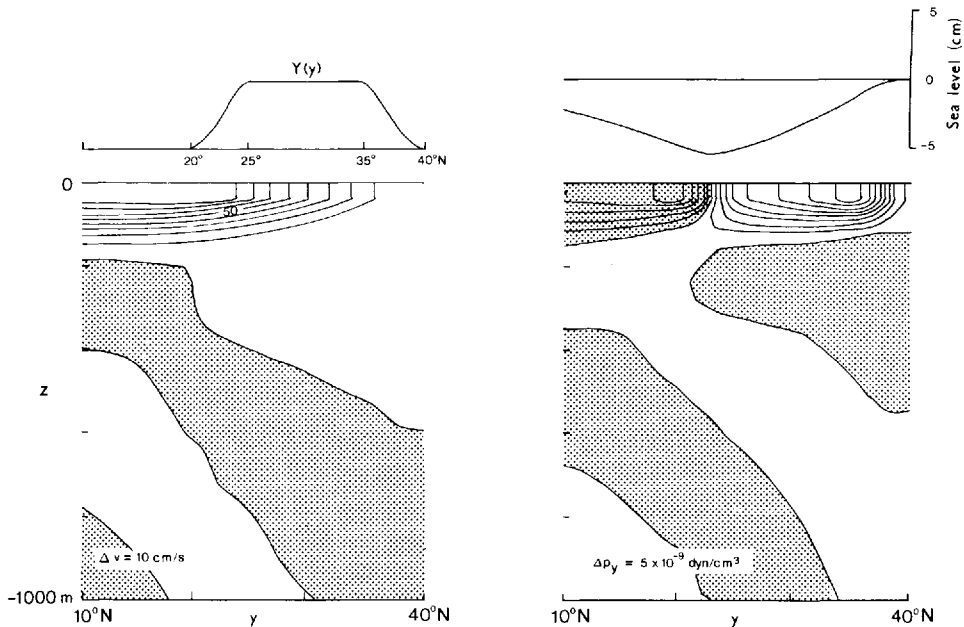 Y(y)
20° 25° 35° 40°N
5
0
-5
Sea level (cm)
0
50
z
Δ v = 10 cm/s
-1000 m
10°N y 40°N
Δp_y = 5 x 10⁻⁹ dyn/cm³
10°N y 40°N